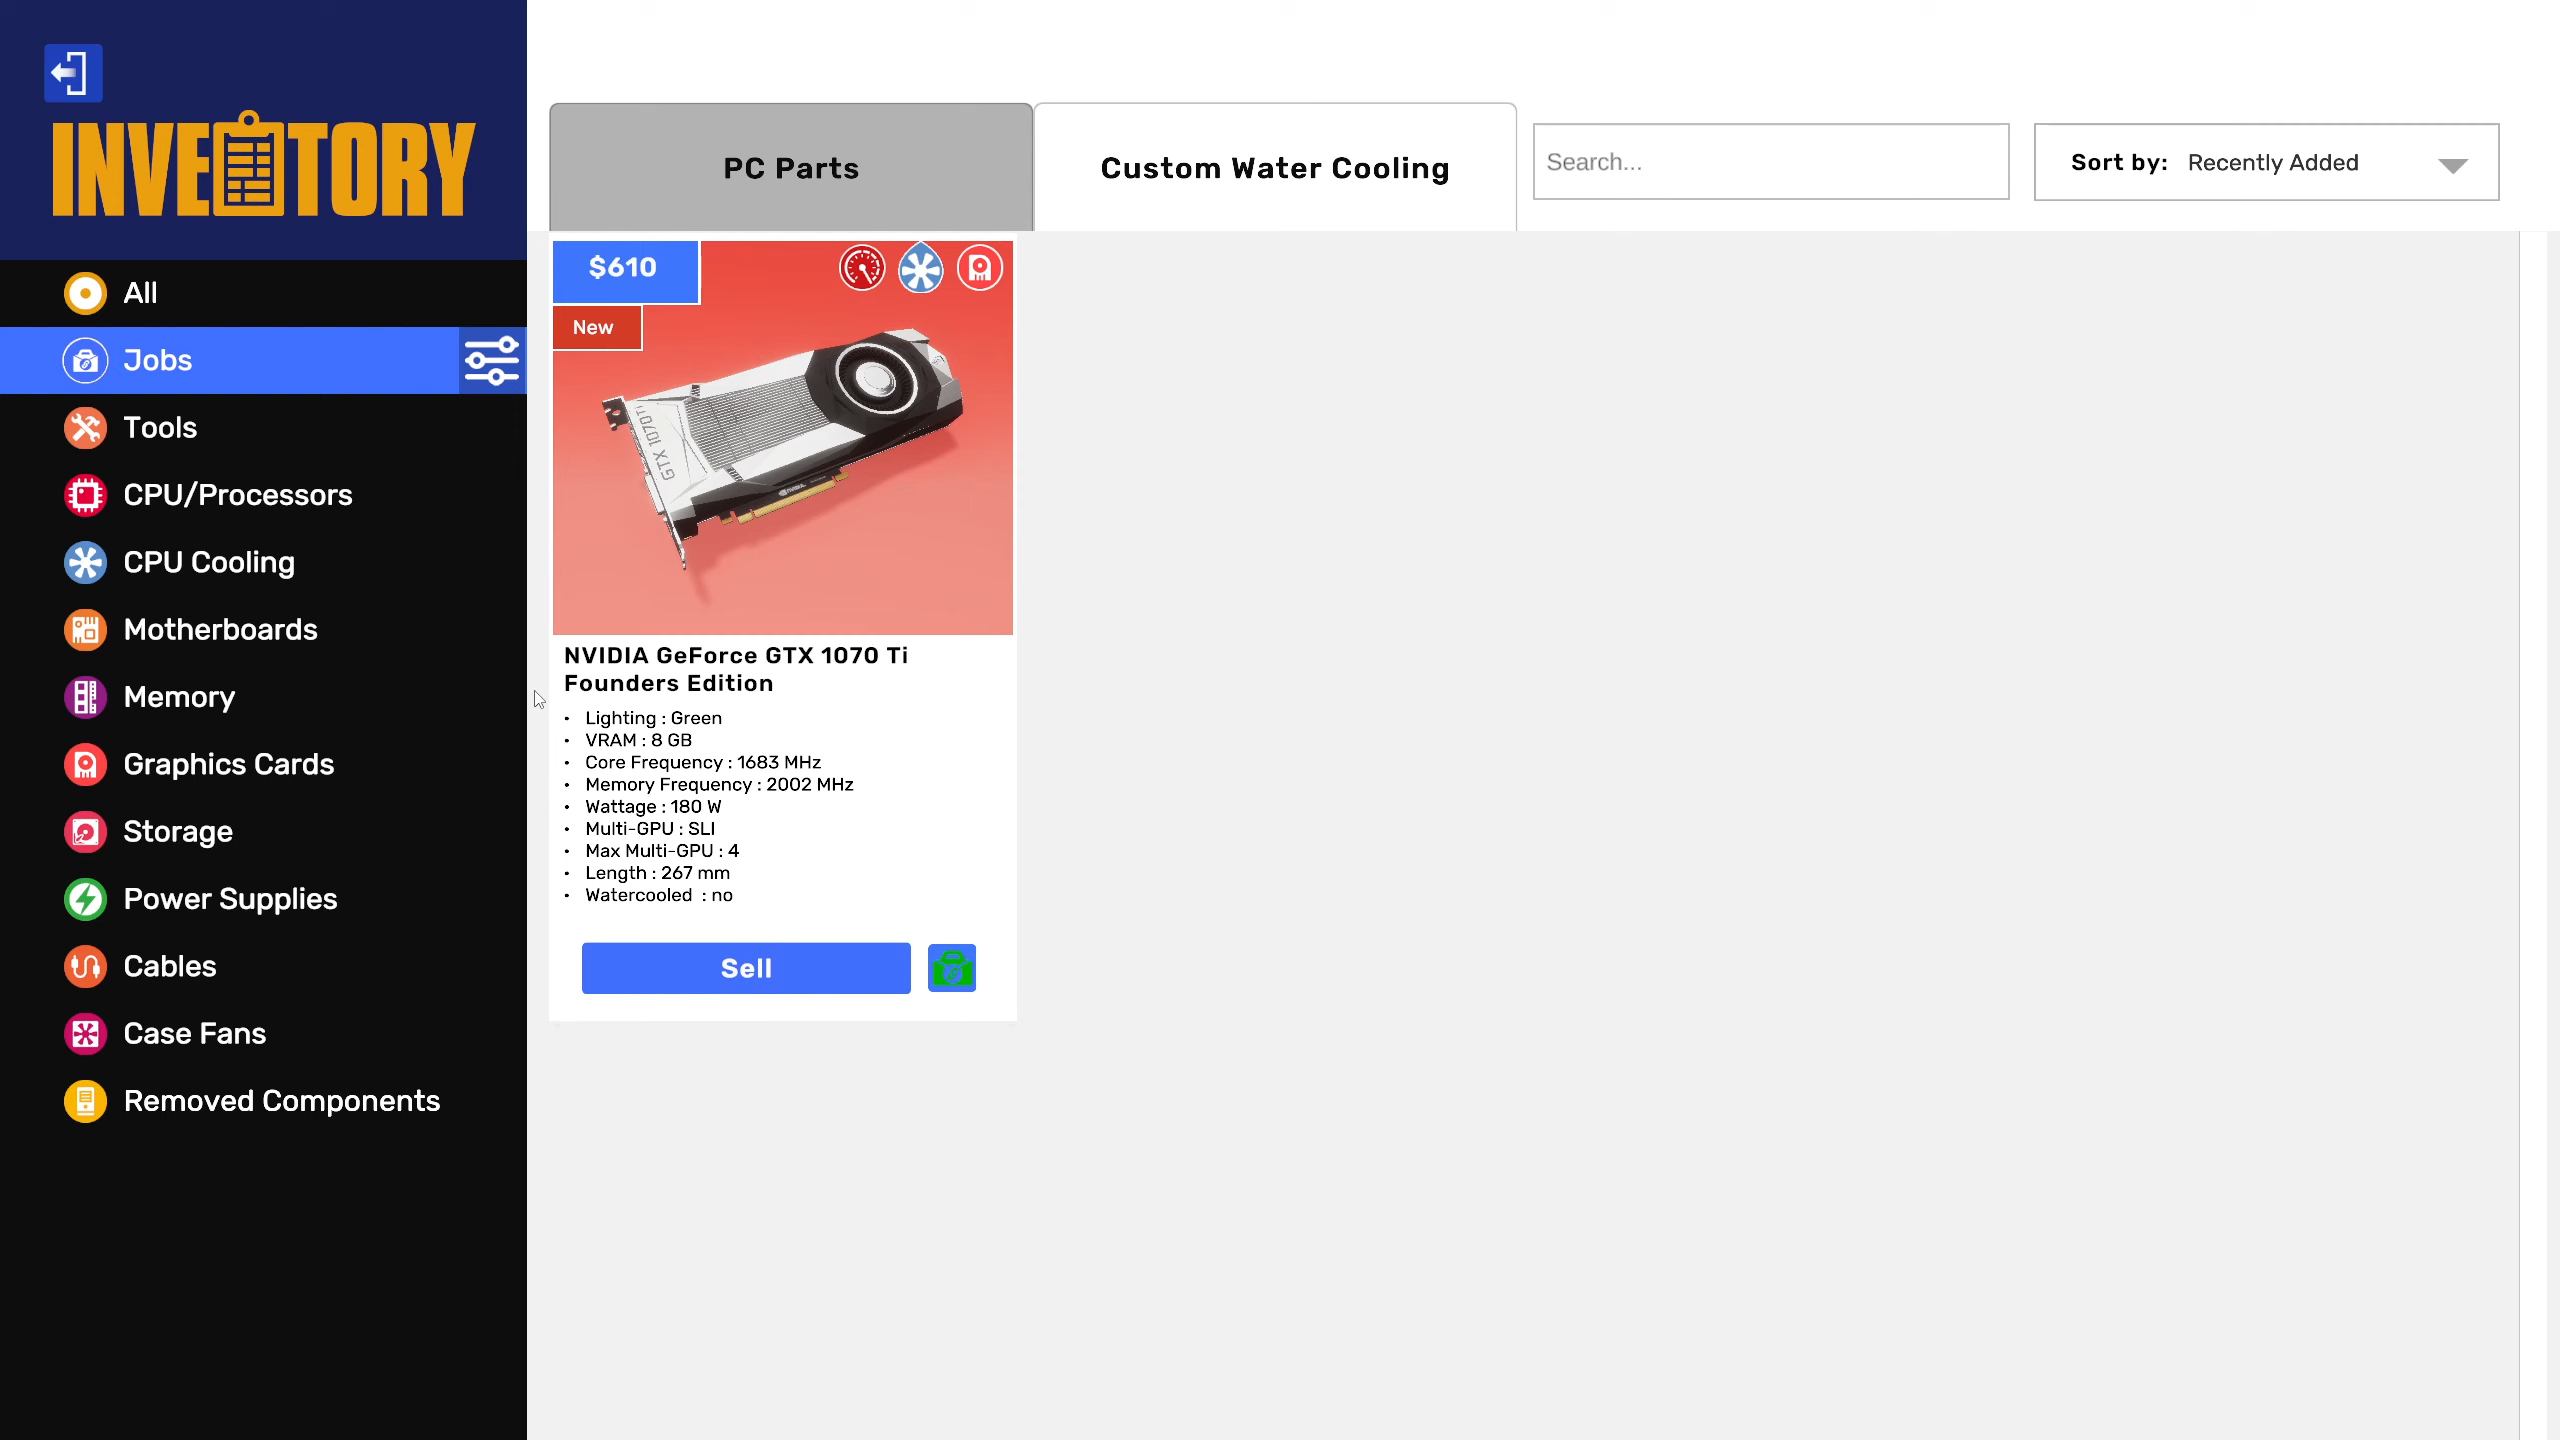 INVENTORY
All
Jobs
Tools
CPU/Processors
CPU Cooling
Motherboards
Memory
Graphics Cards
Storage
Power Supplies
Cables
Case Fans
Removed Components
PC Parts
Custom Water Cooling
Search...
Sort by: Recently Added
$610
New
GTX 1070Ti
NVIDIA GeForce GTX 1070 Ti
Founders Edition
• Lighting : Green
• VRAM : 8 GB
• Core Frequency : 1683 MHz
• Memory Frequency : 2002 MHz
• Wattage : 180 W
• Multi-GPU : SLI
• Max Multi-GPU : 4
• Length : 267 mm
• Watercooled : no
Sell